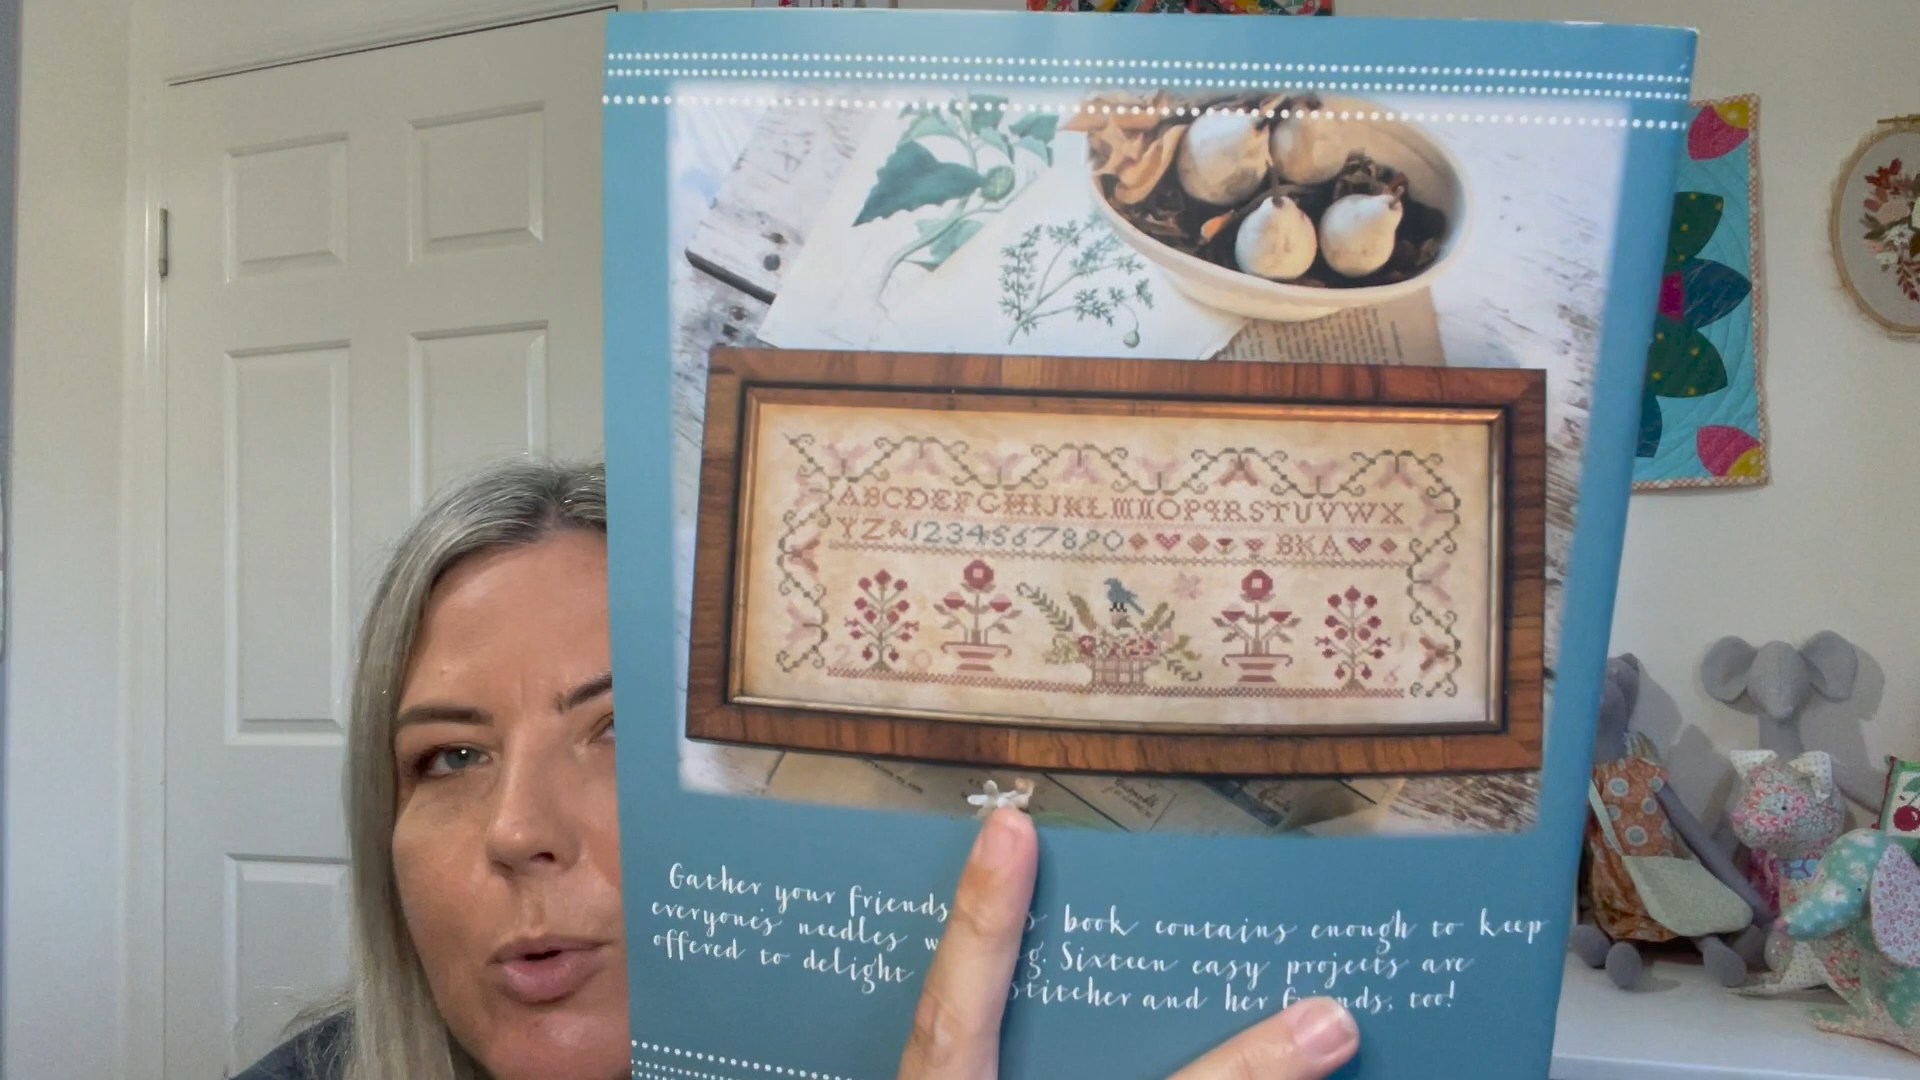 ABCDEFGHIJKLMNOPQRSTUVWX
YZ&1234567890 BKA
Gather your friends book contains enough to keep
everyone's needles Sixteen easy projects are
offered to delight stitcher and her friends, too!